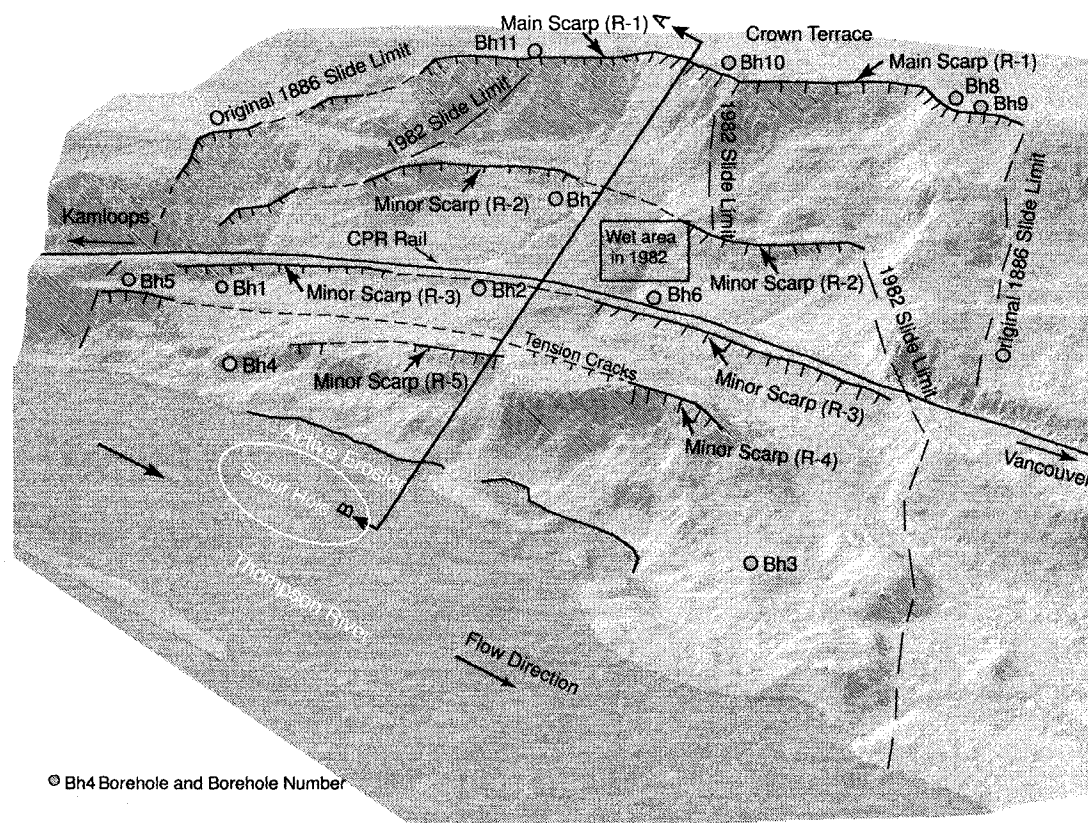 Main Scarp (R-1)
A
Crown Terrace
Bh11
Bh10
Main Scarp (R-1)
Original 1886 Slide Limit
Bh8
Bh9
1982 Slide Limit
1982 Slide Limit
Minor Scarp (R-2)
Bh7
Kamloops
CPR Rail
Wet area
in 1982
Minor Scarp (R-2)
1982 Slide Limit
Original 1886 Slide Limit
Bh5
Bh1
Minor Scarp (R-3)
Bh2
Bh6
Tension Cracks
Bh4
Minor Scarp (R-5)
Minor Scarp (R-3)
Minor Scarp (R-4)
Vancouver
Active Erosion
Scour Hole
B
Bh3
Thompson River
Flow Direction
Bh4 Borehole and Borehole Number